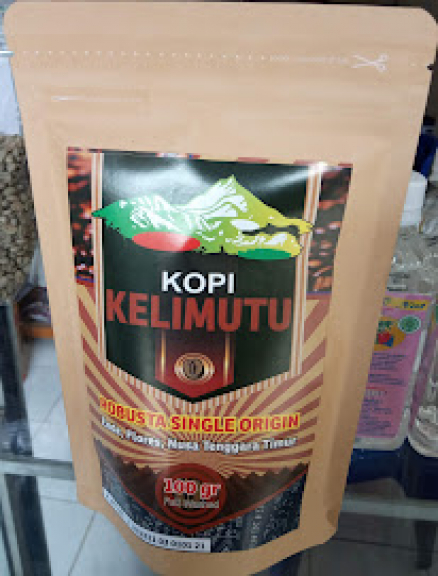 KOPI
KELIMUTU
ROBUSTA SINGLE ORIGIN
Ende, Flores, Nusa Tenggara Timur
100 gr
Full Washed